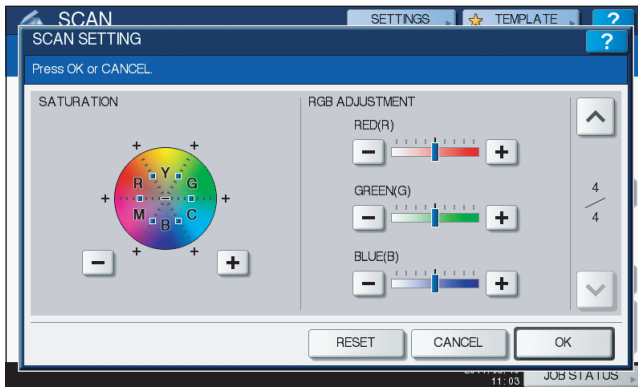 SCAN
SETTINGS
TEMPLATE
?
SCAN SETTING
?
Press OK or CANCEL.
SATURATION
+ +
Y
R G
+ - +
M C
B
+ +
- +
RGB ADJUSTMENT
RED(R)
- +
GREEN(G)
- +
BLUE(B)
- +
4
4
RESET
CANCEL
OK
11:03
JOB STATUS